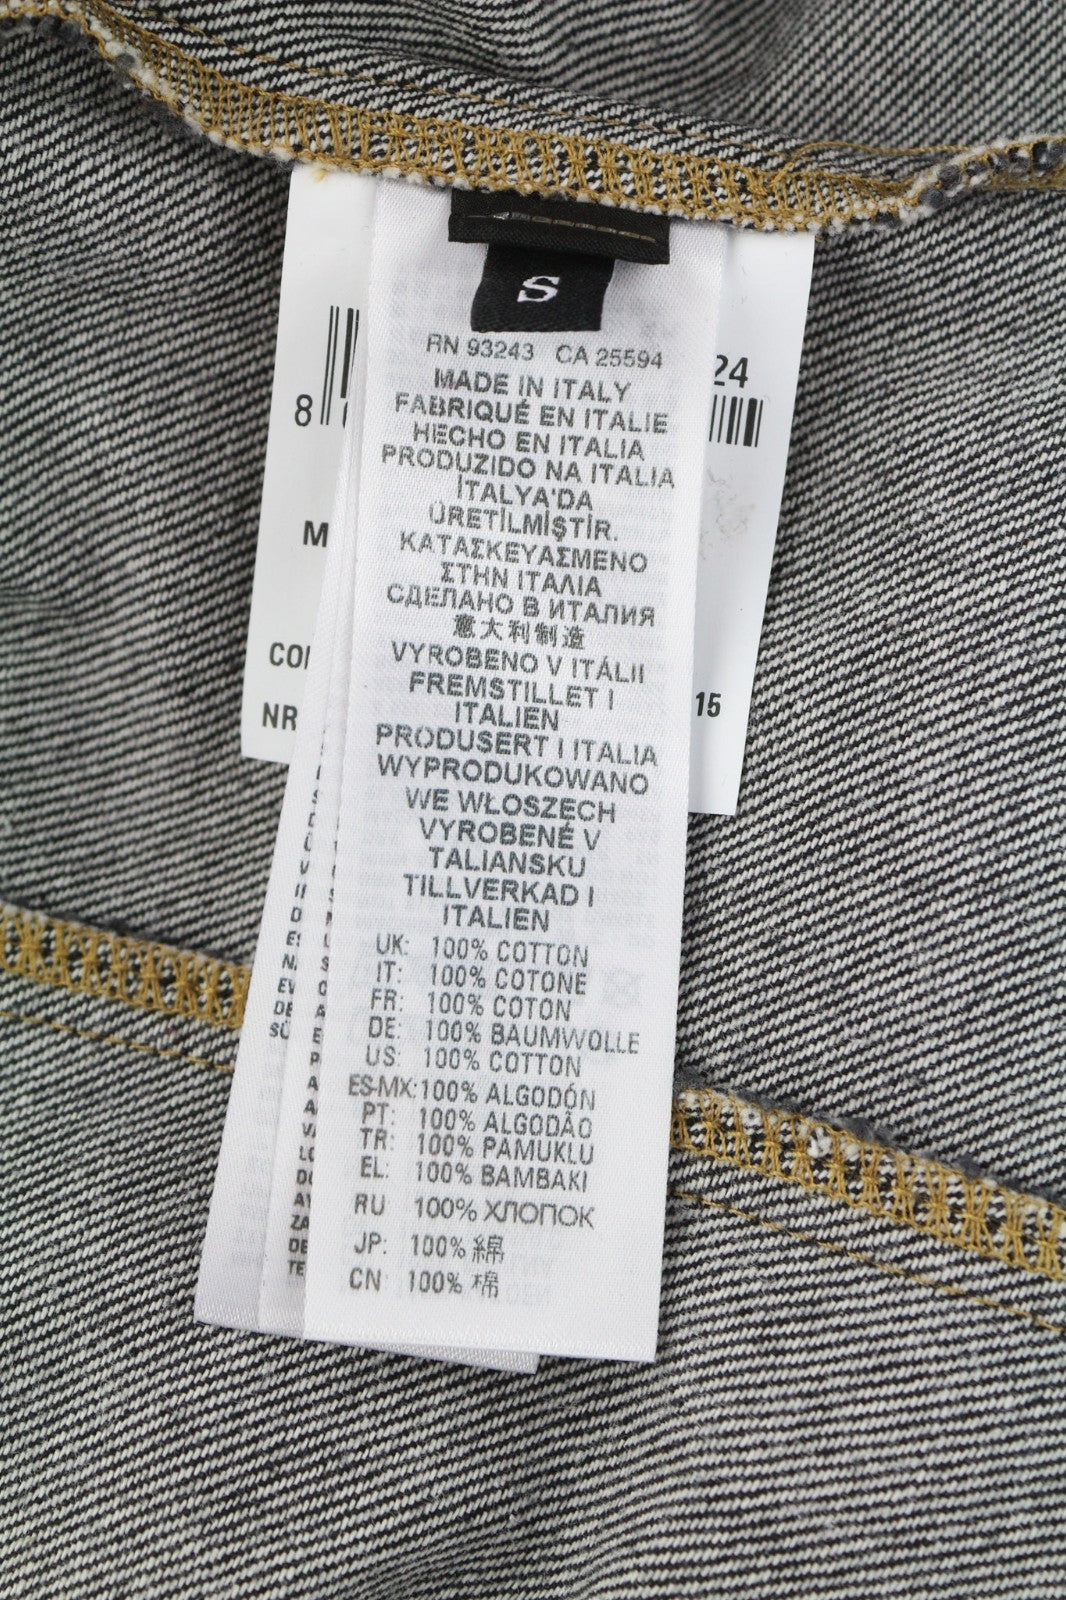 S
RN 93243 CA 25594
MADE IN ITALY
FABRIQUÉ EN ITALIE
HECHO EN ITALIA
PRODUZIDO NA ITALIA
İTALYA'DA
ÜRETİLMİŞTİR.
ΚΑΤΑΣΚΕΥΑΣΜΕΝΟ
ΣΤΗΝ ΙΤΑΛΙΑ
СДЕЛАНО В ИТАЛИЯ
意大利制造
VYROBENO V ITÁLII
FREMSTILLET I
ITALIEN
PRODUSERT I ITALIA
WYPRODUKOWANO
WE WŁOSZECH
VYROBENÉ V
TALIANSKU
TILLVERKAD I
ITALIEN
UK: 100% COTTON
IT: 100% COTONE
FR: 100% COTON
DE: 100% BAUMWOLLE
US: 100% COTTON
ES-MX: 100% ALGODÓN
PT: 100% ALGODÃO
TR: 100% PAMUKLU
EL: 100% BAMBAKI
RU 100% ХЛОПОК
JP: 100% 綿
CN: 100% 棉
24
8
M
NR
15